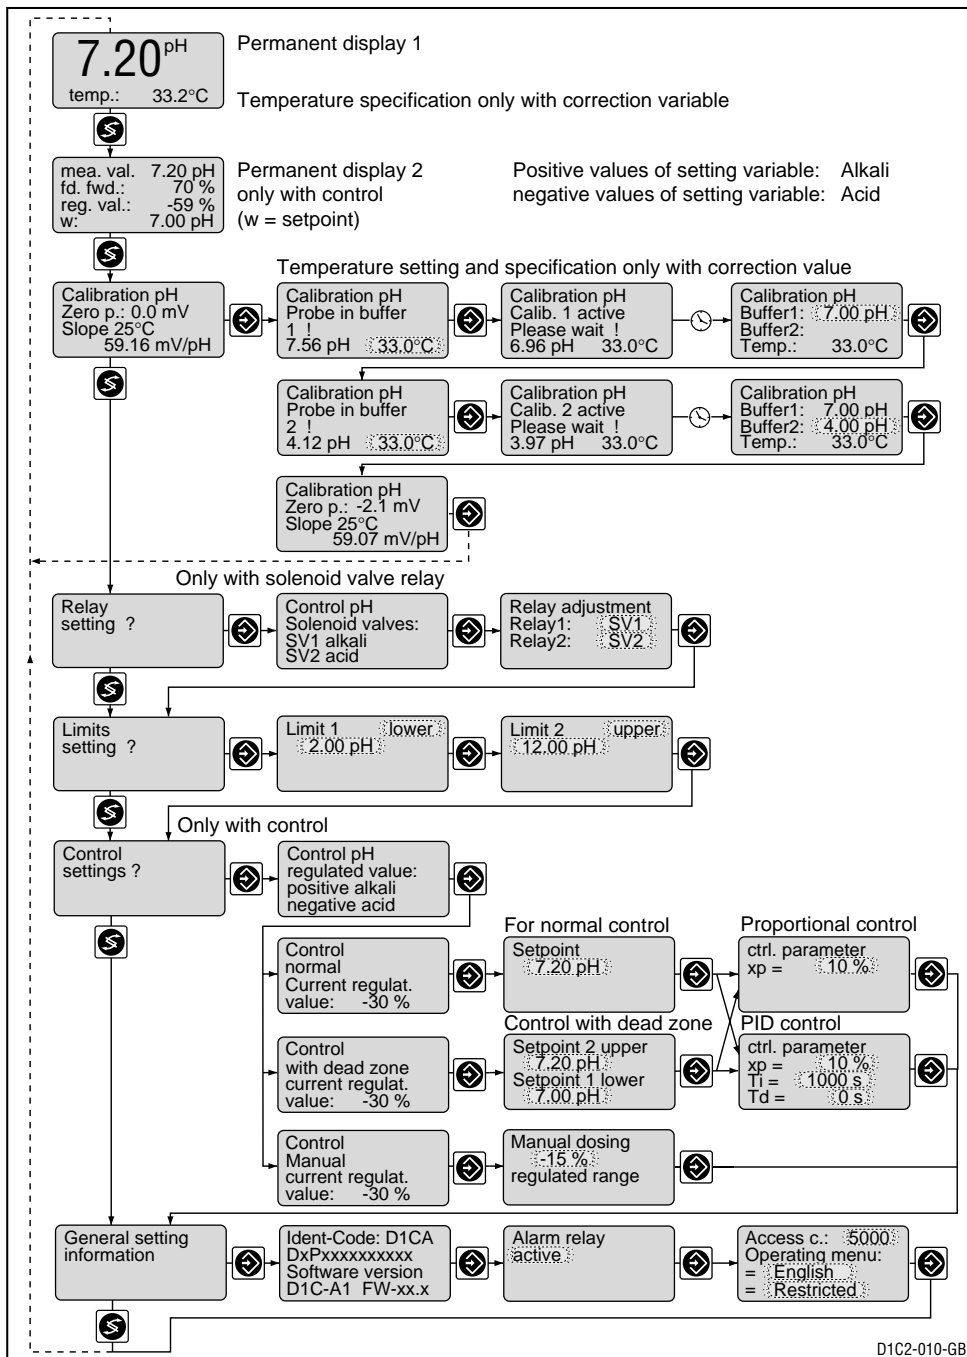 7.20 pH
temp.: 33.2°C
Permanent display 1
Temperature specification only with correction variable
mea. val. 7.20 pH
fd. fwd.: 70 %
reg. val.: -59 %
w: 7.00 pH
Permanent display 2
only with control
(w = setpoint)
Positive values of setting variable: Alkali
negative values of setting variable: Acid
Temperature setting and specification only with correction value
Calibration pH
Zero p.: 0.0 mV
Slope 25°C
59.16 mV/pH
Calibration pH
Probe in buffer
1 !
7.56 pH 33.0°C
Calibration pH
Calib. 1 active
Please wait !
6.96 pH 33.0°C
Calibration pH
Buffer1: 7.00 pH
Buffer2:
Temp.: 33.0°C
Calibration pH
Probe in buffer
2 !
4.12 pH 33.0°C
Calibration pH
Calib. 2 active
Please wait !
3.97 pH 33.0°C
Calibration pH
Buffer1: 7.00 pH
Buffer2: 4.00 pH
Temp.: 33.0°C
Calibration pH
Zero p.: -2.1 mV
Slope 25°C
59.07 mV/pH
Only with solenoid valve relay
Relay
setting ?
Control pH
Solenoid valves:
SV1 alkali
SV2 acid
Relay adjustment
Relay1: SV1
Relay2: SV2
Limits
setting ?
Limit 1 lower
2.00 pH
Limit 2 upper
12.00 pH
Only with control
Control
settings ?
Control pH
regulated value:
positive alkali
negative acid
Control
normal
Current regulat.
value: -30 %
For normal control
Setpoint
7.20 pH
Proportional control
ctrl. parameter
xp = 10 %
Control
with dead zone
current regulat.
value: -30 %
Control with dead zone
Setpoint 2 upper
7.20 pH
Setpoint 1 lower
7.00 pH
PID control
ctrl. parameter
xp = 10 %
Ti = 1000 s
Td = 0 s
Control
Manual
current regulat.
value: -30 %
Manual dosing
-15 %
regulated range
General setting
information
Ident-Code: D1CA
DxPxxxxxxxxxx
Software version
D1C-A1 FW-xx.x
Alarm relay
active
Access c.: 5000
Operating menu:
= English
= Restricted
D1C2-010-GB